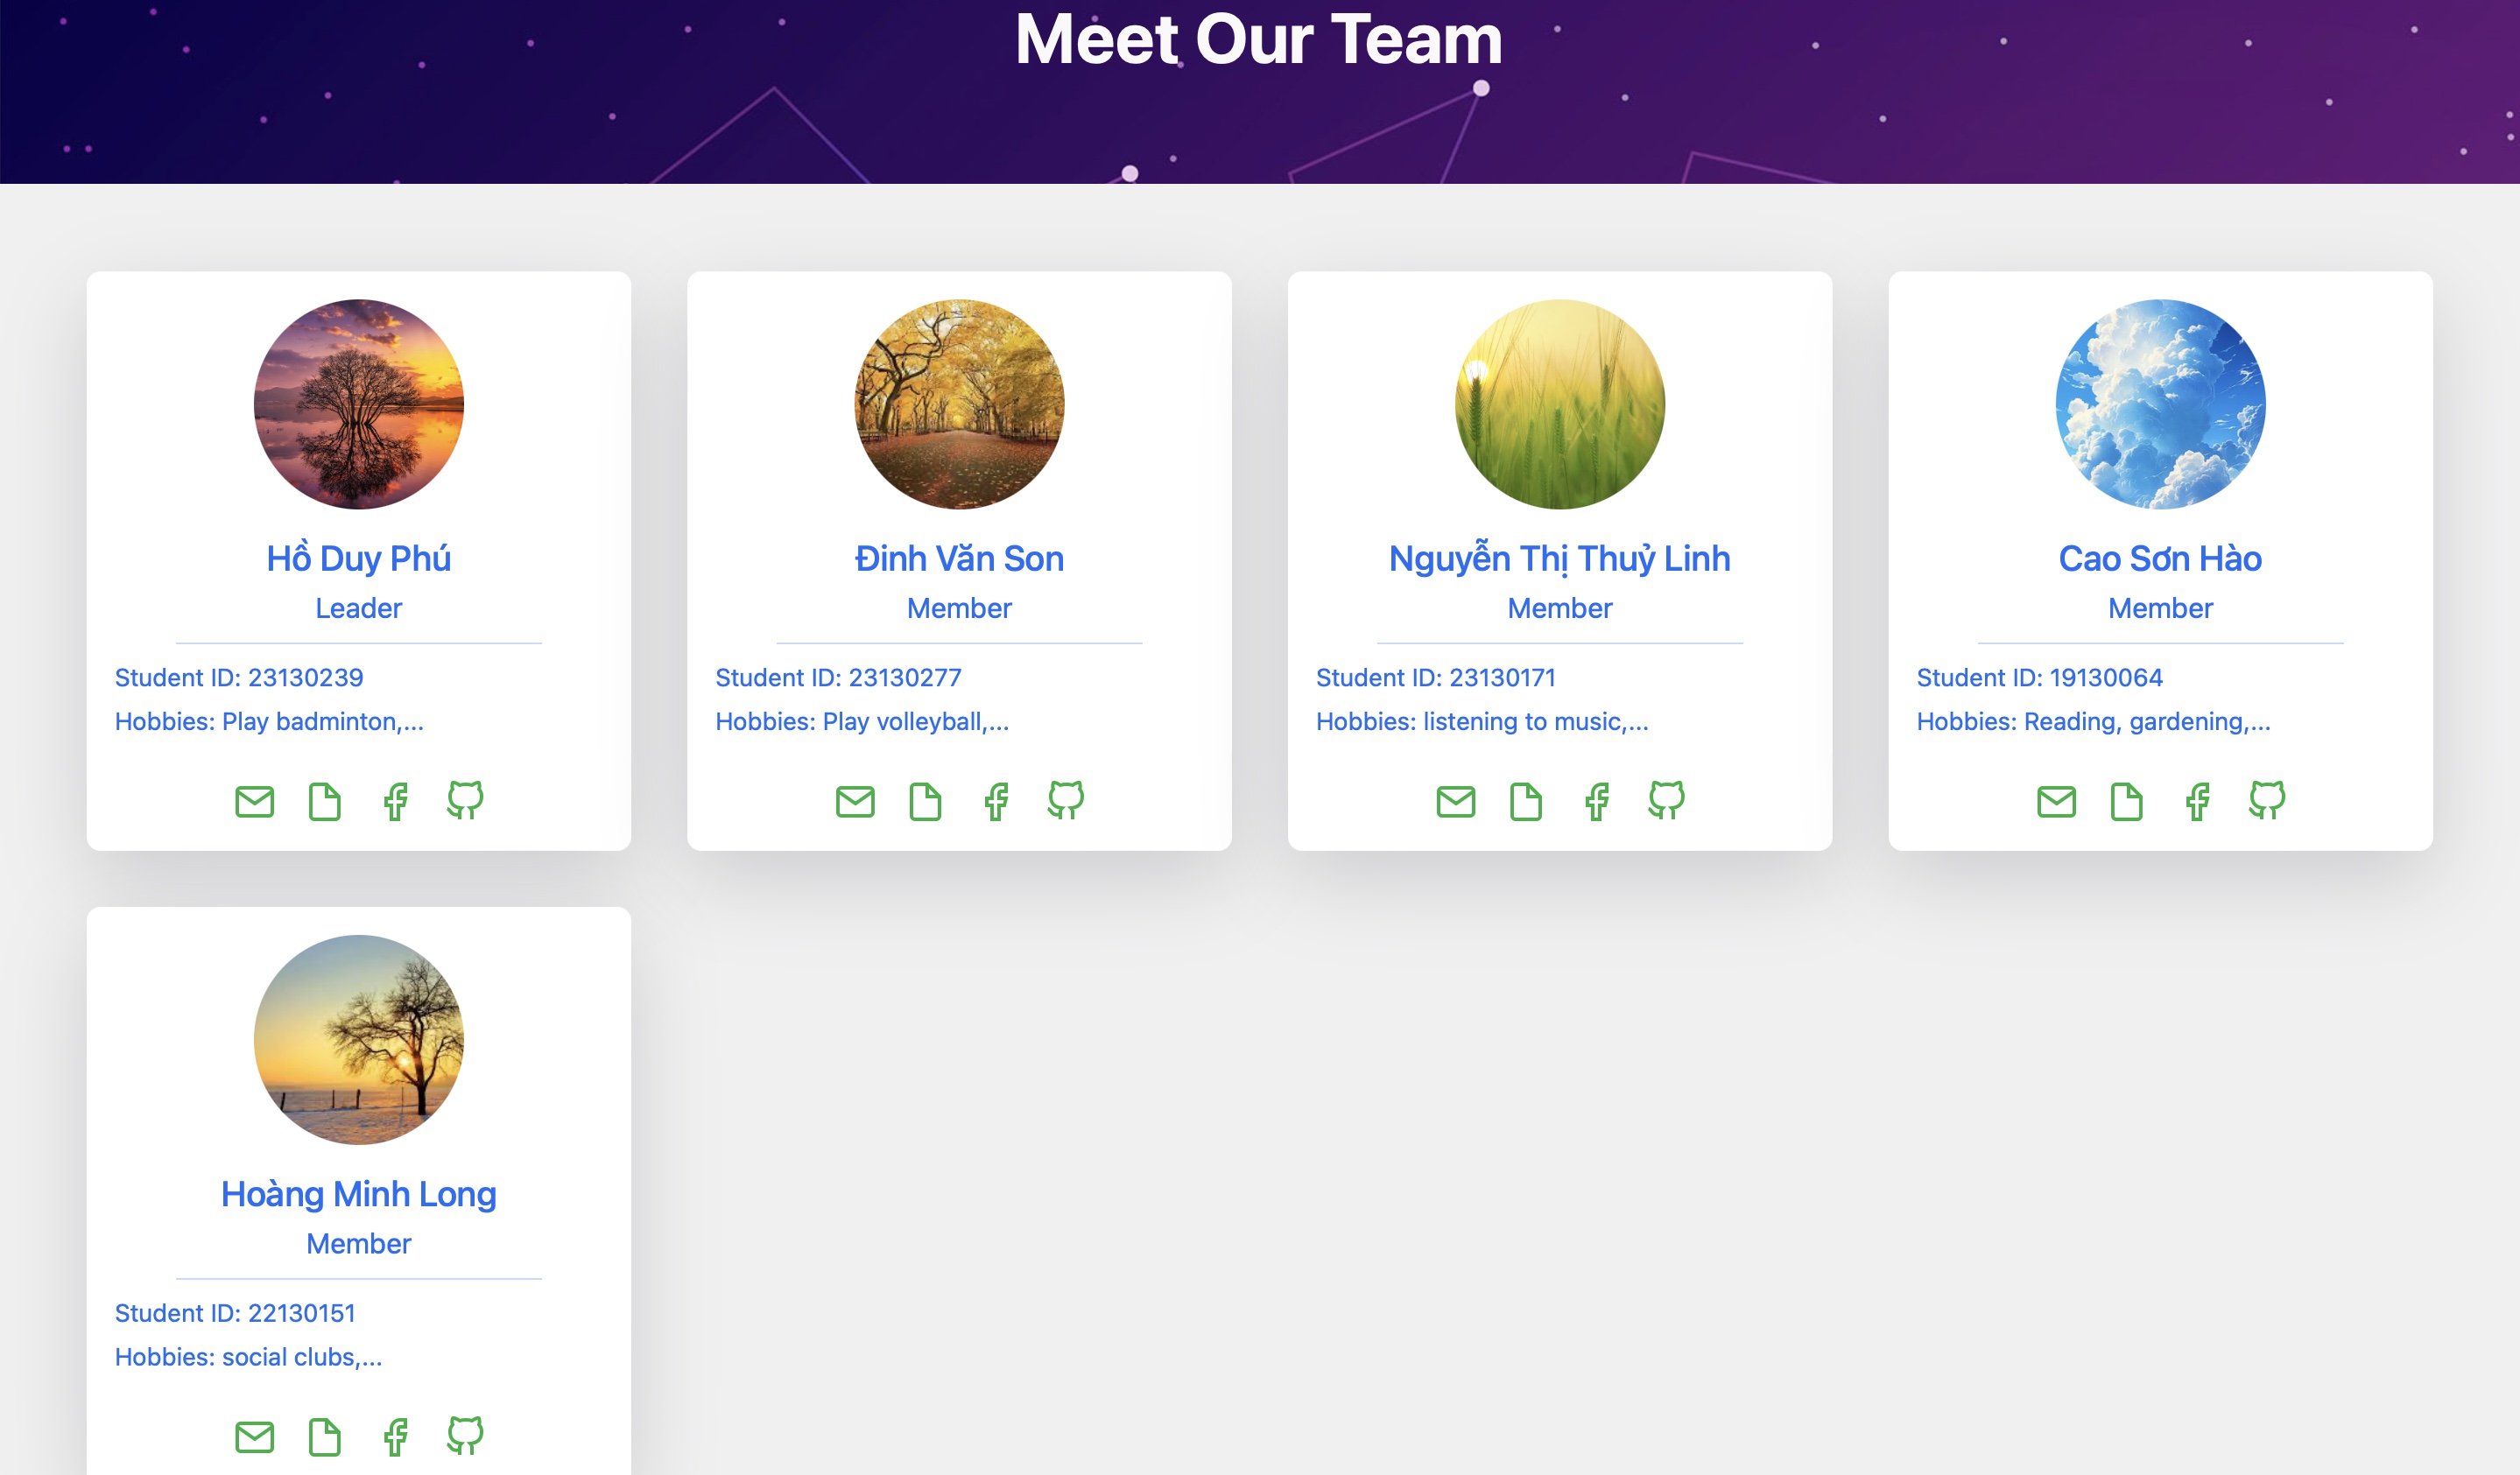 Meet Our Team
Hồ Duy Phú
Leader
Student ID: 23130239
Hobbies: Play badminton,...
Đinh Văn Son
Member
Student ID: 23130277
Hobbies: Play volleyball,...
Nguyễn Thị Thuỷ Linh
Member
Student ID: 23130171
Hobbies: listening to music,...
Cao Sơn Hào
Member
Student ID: 19130064
Hobbies: Reading, gardening,...
Hoàng Minh Long
Member
Student ID: 22130151
Hobbies: social clubs,...